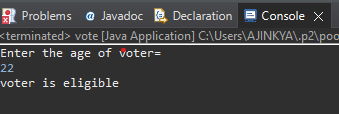 Problems @ Javadoc Declaration Console
<terminated> vote [Java Application] C:\Users\AJINKYA\.p2\poo
Enter the age of voter=
22
voter is eligible